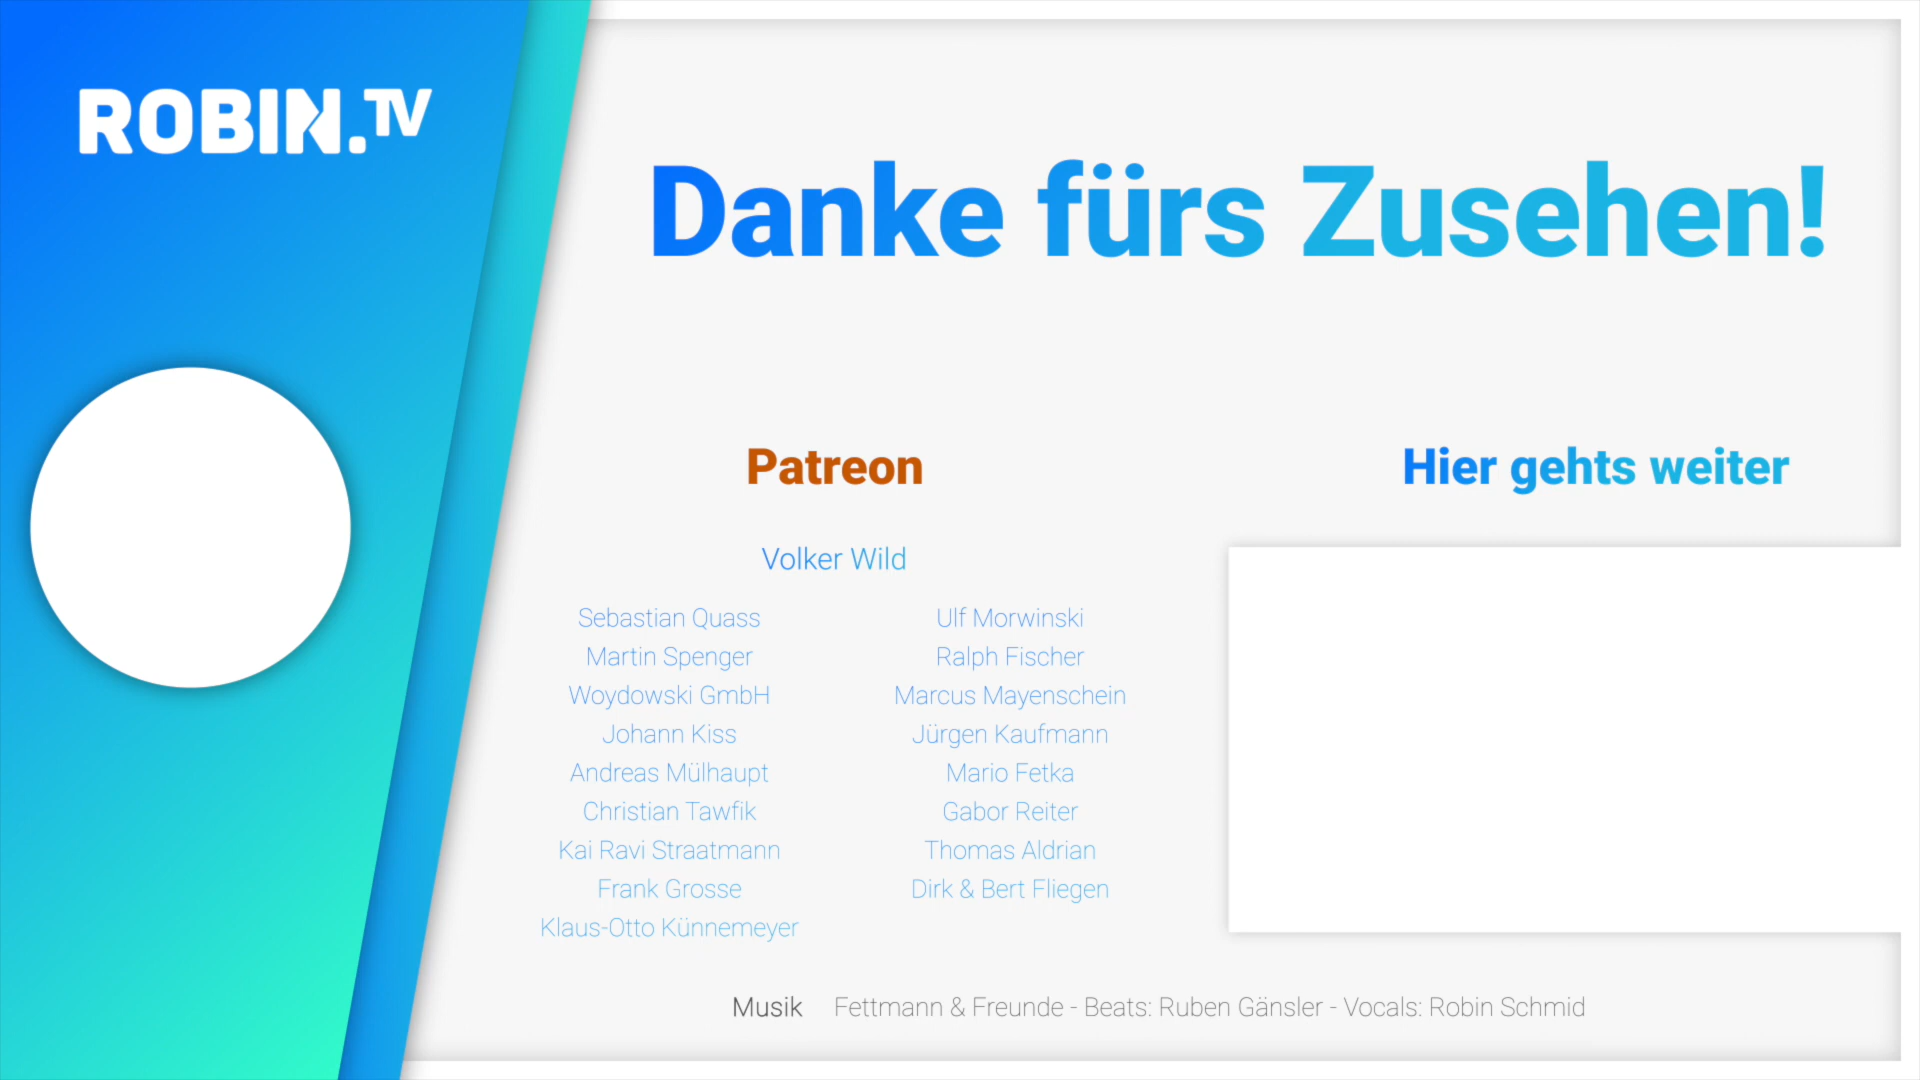 ROBIN.TV
Danke fürs Zusehen!
Patreon
Volker Wild
Sebastian Quass
Martin Spenger
Woydowski GmbH
Johann Kiss
Andreas Mülhaupt
Christian Tawfik
Kai Ravi Straatmann
Frank Grosse
Klaus-Otto Künnemeyer
Ulf Morwinski
Ralph Fischer
Marcus Mayenschein
Jürgen Kaufmann
Mario Fetka
Gabor Reiter
Thomas Aldrian
Dirk & Bert Fliegen
Hier gehts weiter
Musik Fettmann & Freunde - Beats: Ruben Gänsler - Vocals: Robin Schmid